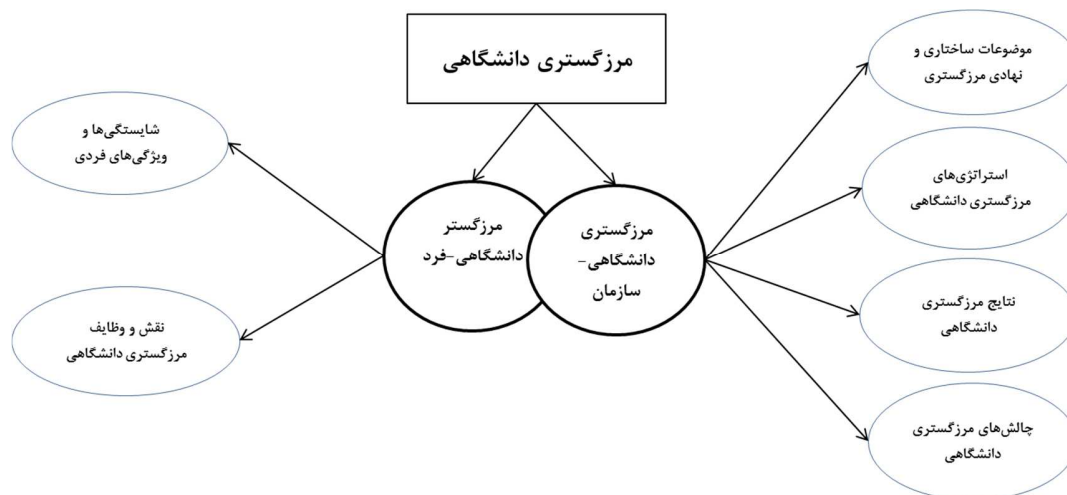 مرزگستری دانشگاهی
موضوعات ساختاری و
نهادی مرزگستری
استراتژی‌های
مرزگستری دانشگاهی
نتایج مرزگستری
دانشگاهی
چالش‌های مرزگستری
دانشگاهی
مرزگستری
دانشگاهی-
سازمان
مرزگستر
دانشگاهی-فرد
شایستگی‌ها و
ویژگی‌های فردی
نقش و وظایف
مرزگستری دانشگاهی